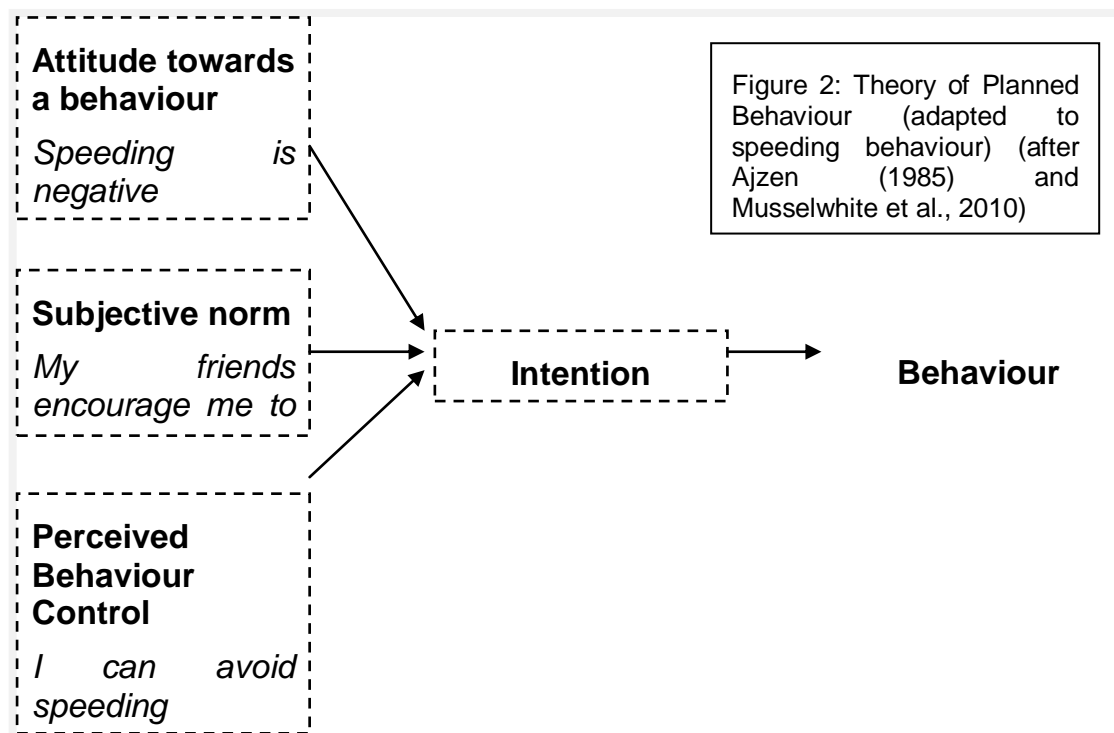 Attitude towards
a behaviour
Speeding is
negative
Figure 2: Theory of Planned
Behaviour (adapted to
speeding behaviour) (after
Ajzen (1985) and
Musselwhite et al., 2010)
Subjective norm
My friends
encourage me to
Intention
Behaviour
Perceived
Behaviour
Control
I can avoid
speeding